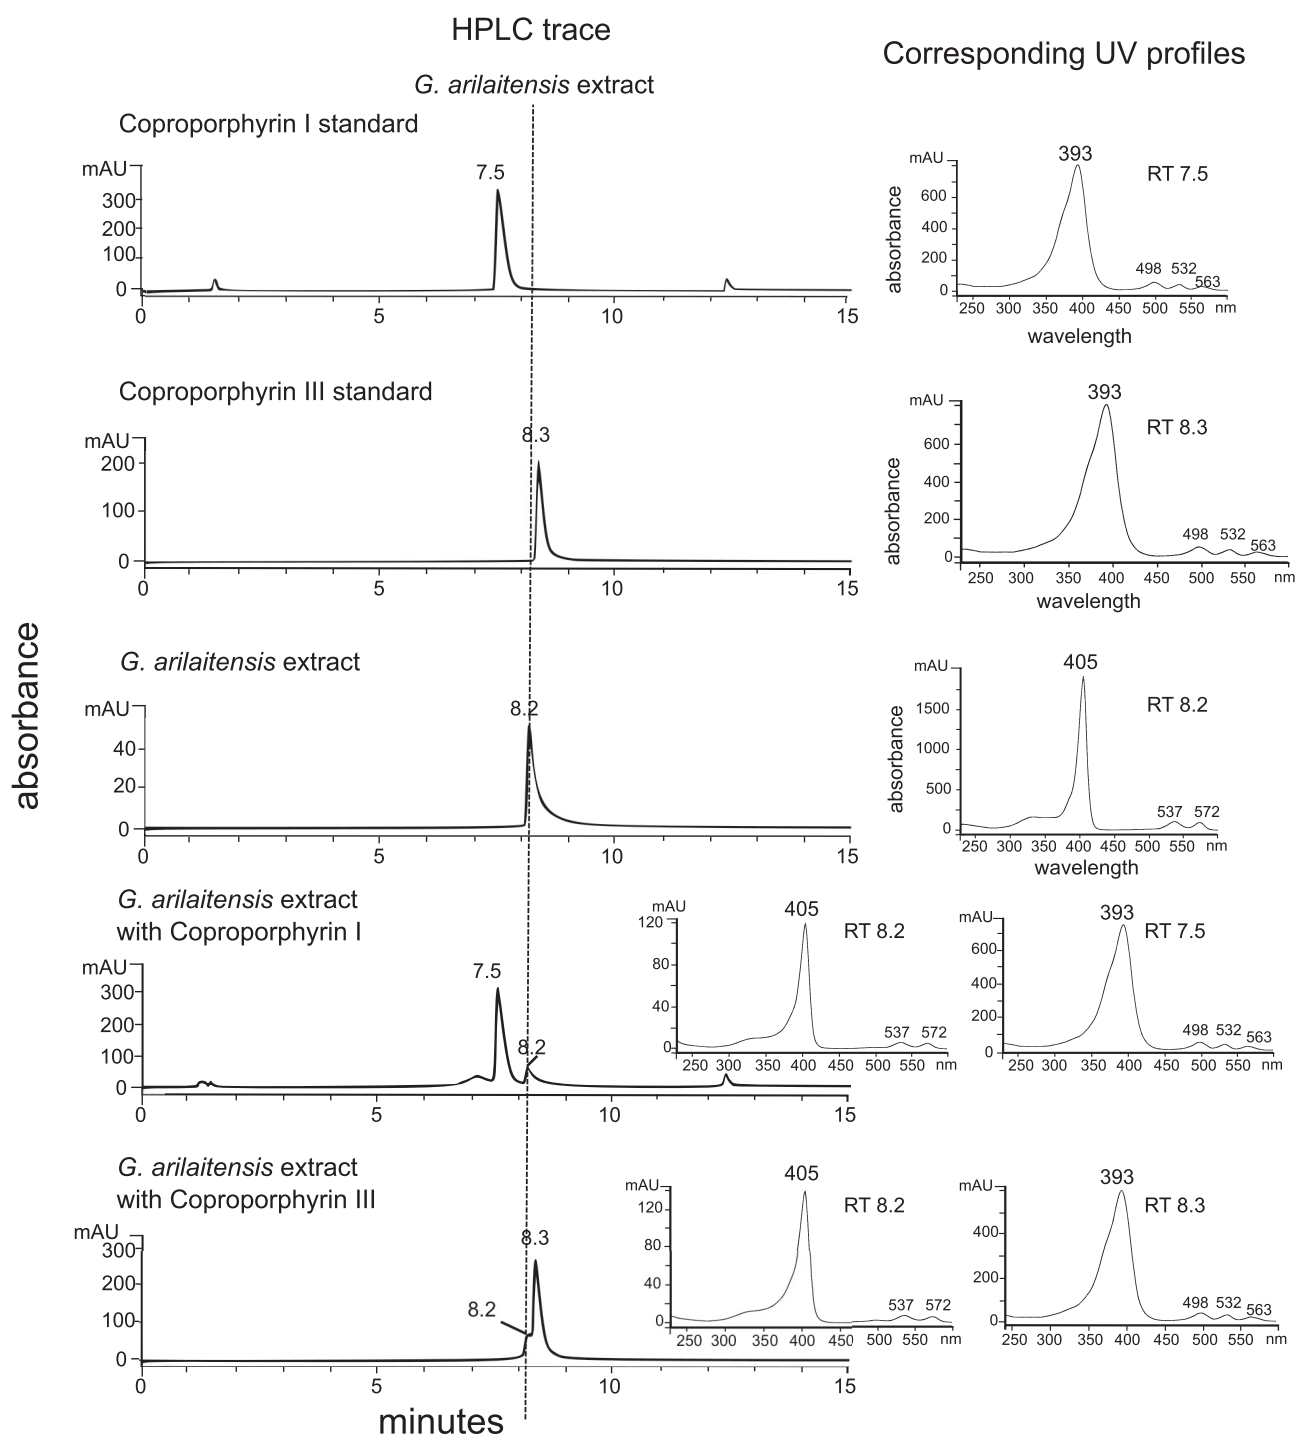 HPLC trace
Corresponding UV profiles
G. arilaitensis extract
Coproporphyrin I standard
mAU
300
200
100
0
7.5
0 5 10 15
mAU
600
400
200
0
absorbance
393
RT 7.5
498 532 563
250 300 350 400 450 500 550 nm
wavelength
Coproporphyrin III standard
mAU
200
100
0
8.3
0 5 10 15
mAU
600
400
200
0
absorbance
393
RT 8.3
498 532 563
250 300 350 400 450 500 550 nm
wavelength
absorbance
G. arilaitensis extract
mAU
40
20
0
8.2
0 5 10 15
mAU
1500
1000
500
0
absorbance
405
RT 8.2
537 572
250 300 350 400 450 500 550 nm
wavelength
G. arilaitensis extract
with Coproporphyrin I
mAU
300
200
100
0
7.5
8.2
0 5 10 15
mAU
120
80
40
0
405
RT 8.2
537 572
250 300 350 400 450 500 550 nm
mAU
600
400
200
0
393
RT 7.5
498 532 563
250 300 350 400 450 500 550 nm
G. arilaitensis extract
with Coproporphyrin III
mAU
300
200
100
0
8.3
8.2
0 5 10 15
mAU
120
80
40
0
405
RT 8.2
537 572
250 300 350 400 450 500 550 nm
mAU
400
200
0
393
RT 8.3
498 532 563
250 300 350 400 450 500 550 nm
minutes